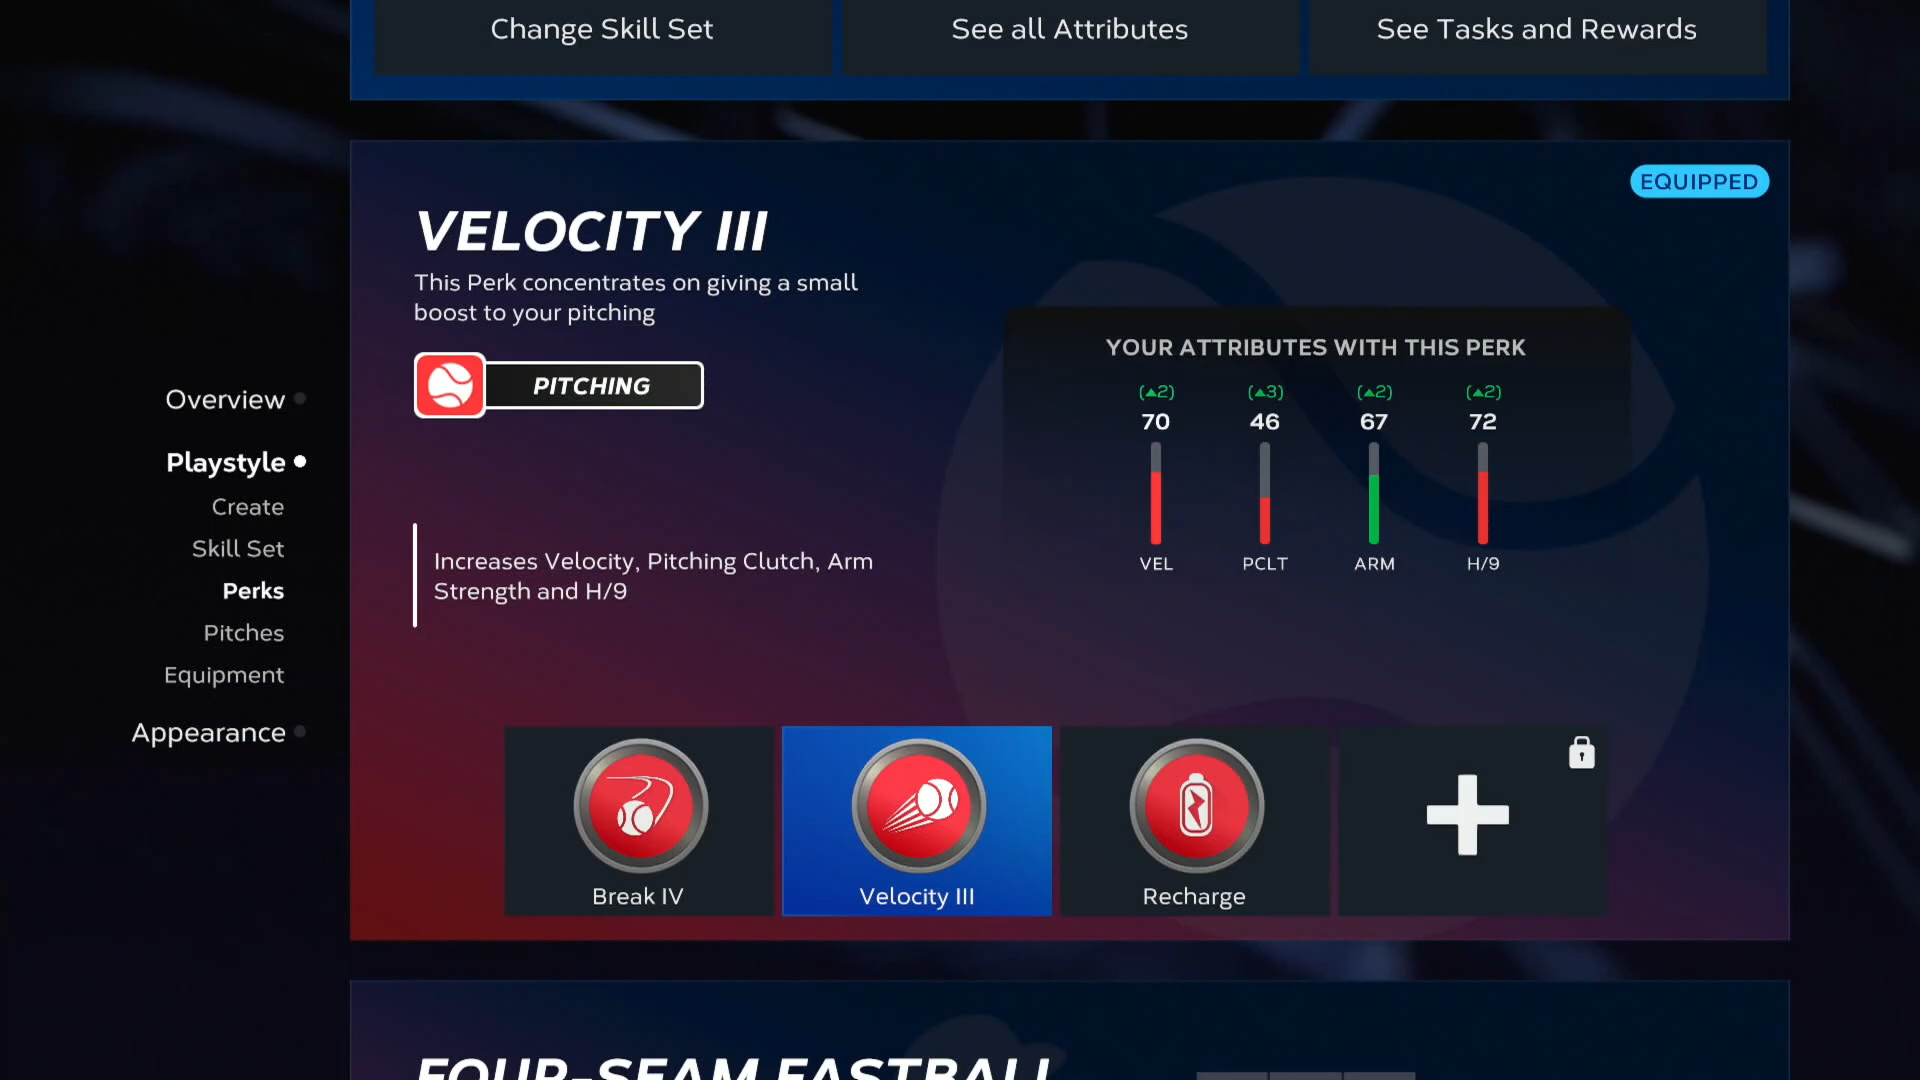 Change Skill Set
See all Attributes
See Tasks and Rewards
EQUIPPED
VELOCITY III
This Perk concentrates on giving a small
boost to your pitching
PITCHING
Increases Velocity, Pitching Clutch, Arm
Strength and H/9
YOUR ATTRIBUTES WITH THIS PERK
(▲2) (▲3) (▲2) (▲2)
70 46 67 72
VEL PCLT ARM H/9
Overview
Playstyle
Create
Skill Set
Perks
Pitches
Equipment
Appearance
Break IV
Velocity III
Recharge
FOUR-SEAM FASTBALL